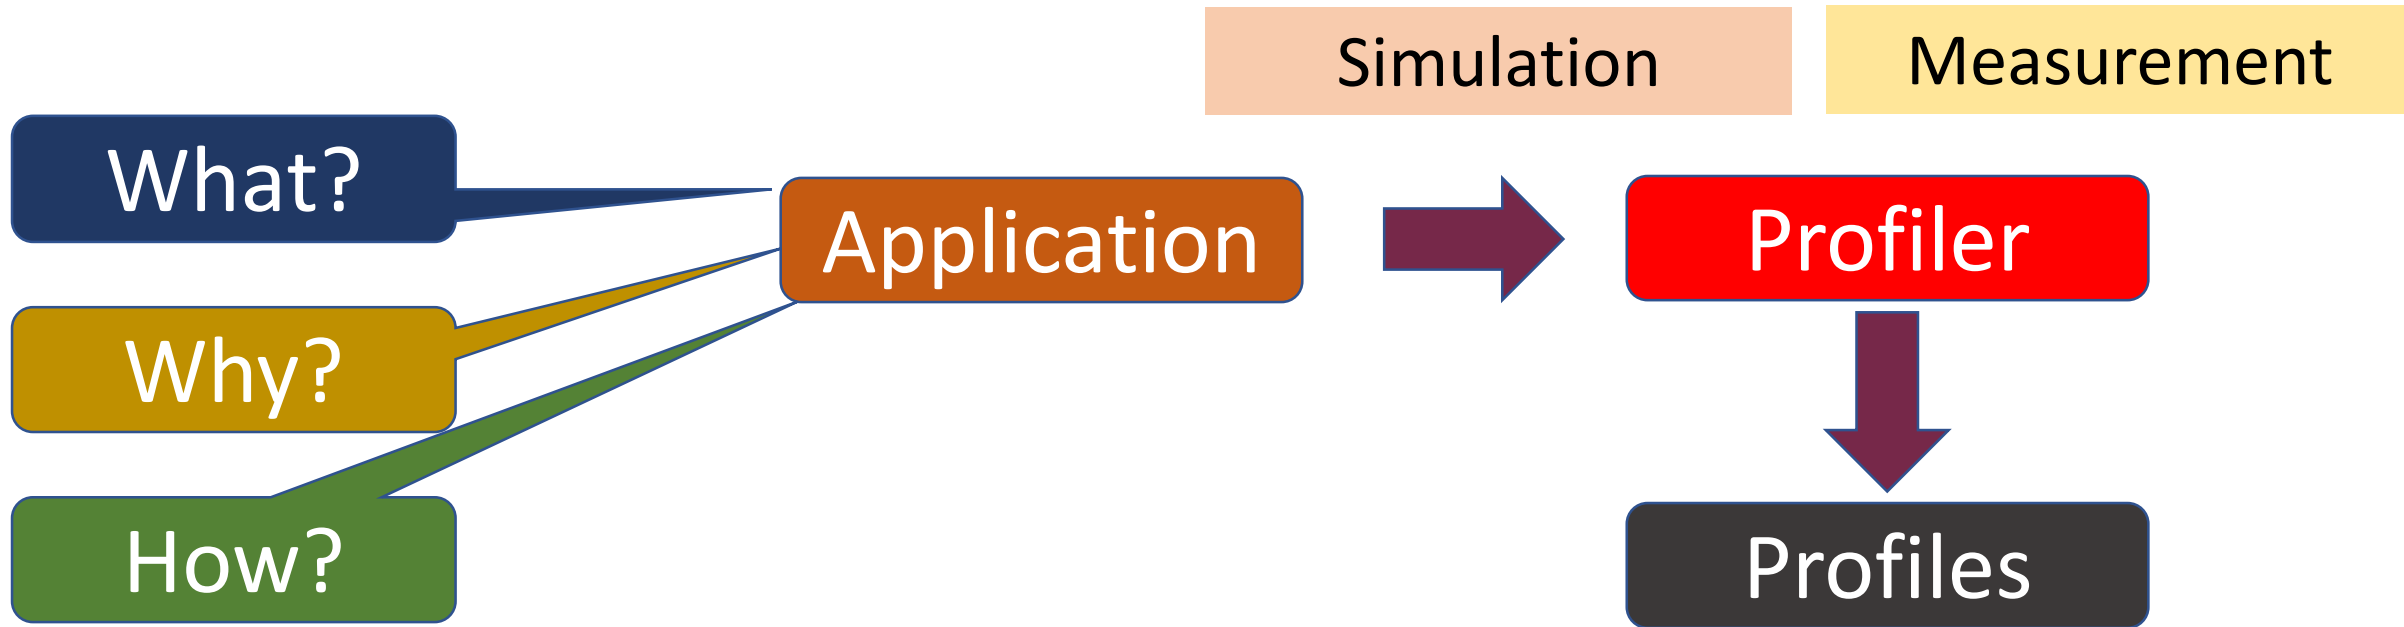 Simulation
Measurement
What?
Application
Profiler
Why?
How?
Profiles